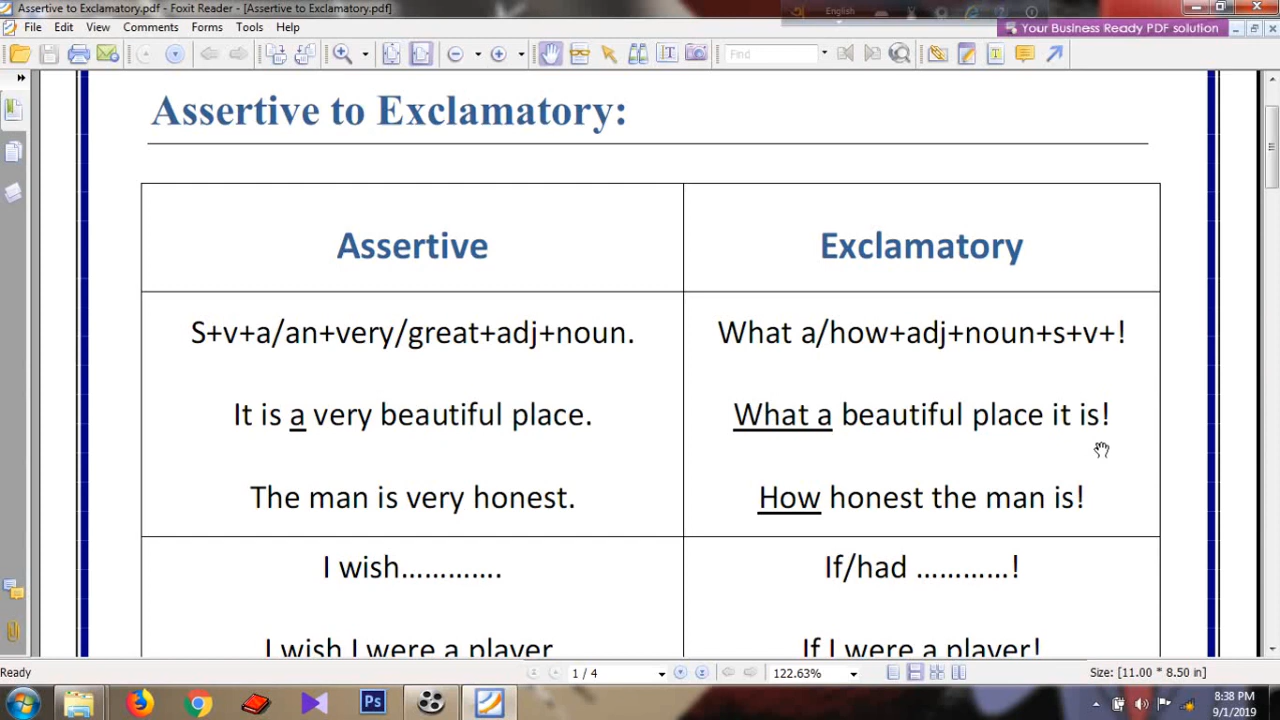 Assertive to Exclamatory.pdf - Foxit Reader - [Assertive to Exclamatory.pdf]
English
File Edit View Comments Forms Tools Help
Your Business Ready PDF solution
Find
Assertive to Exclamatory:
Assertive Exclamatory
S+v+a/an+very/great+adj+noun. What a/how+adj+noun+s+v+!
It is a very beautiful place. What a beautiful place it is!
The man is very honest. How honest the man is!
I wish............. If/had ............!
I wish I were a player. If I were a player!
Ready 1 / 4 122.63% Size: [11.00 * 8.50 in]
Ps
8:38 PM
9/1/2019